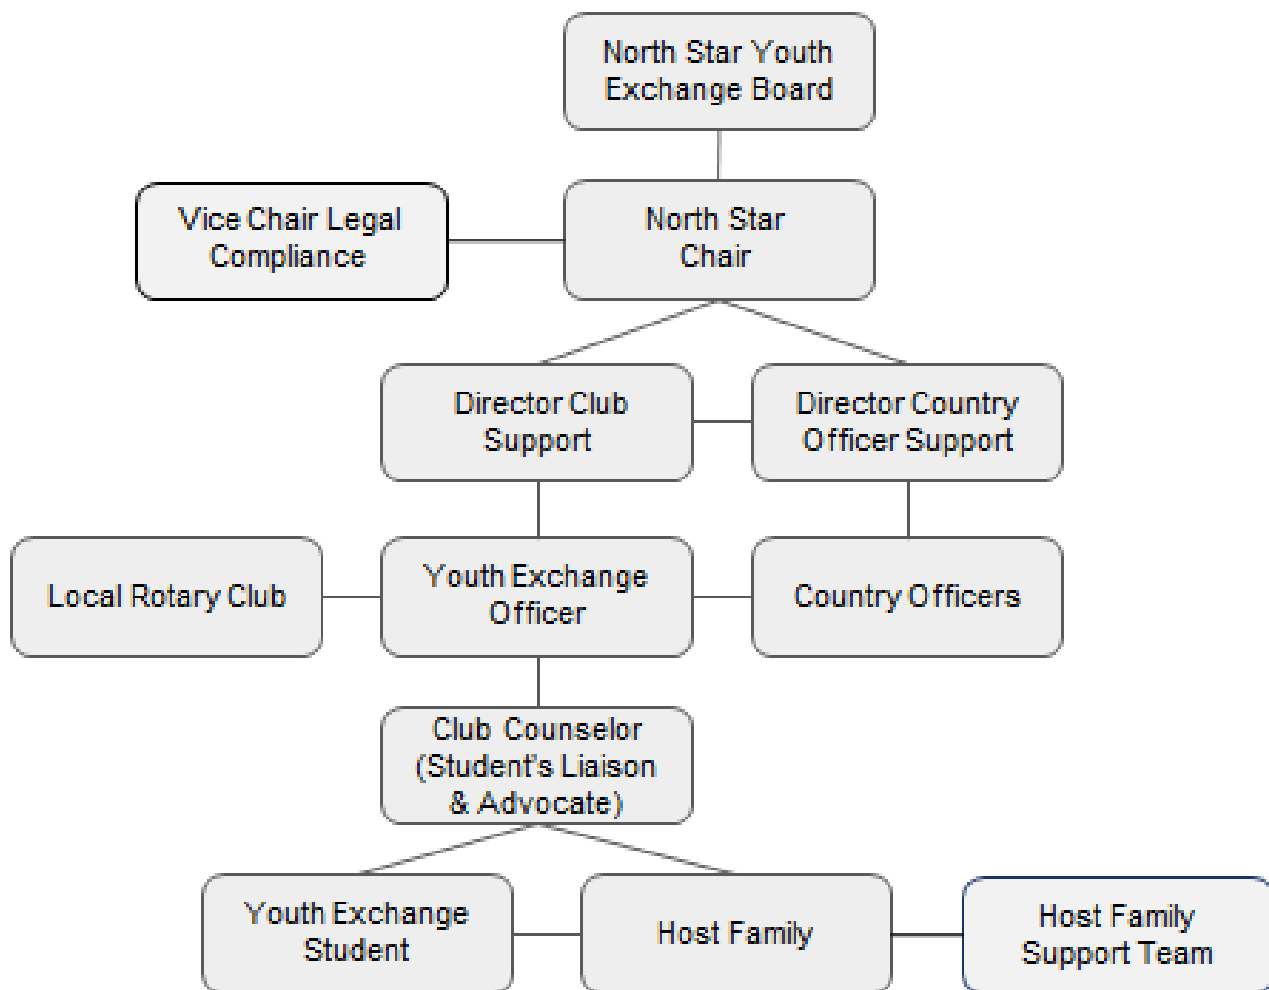 North Star Youth
Exchange Board
Vice Chair Legal
Compliance
North Star
Chair
Director Club
Support
Director Country
Officer Support
Local Rotary Club
Youth Exchange
Officer
Country Officers
Club Counselor
(Student's Liaison
& Advocate)
Youth Exchange
Student
Host Family
Host Family
Support Team